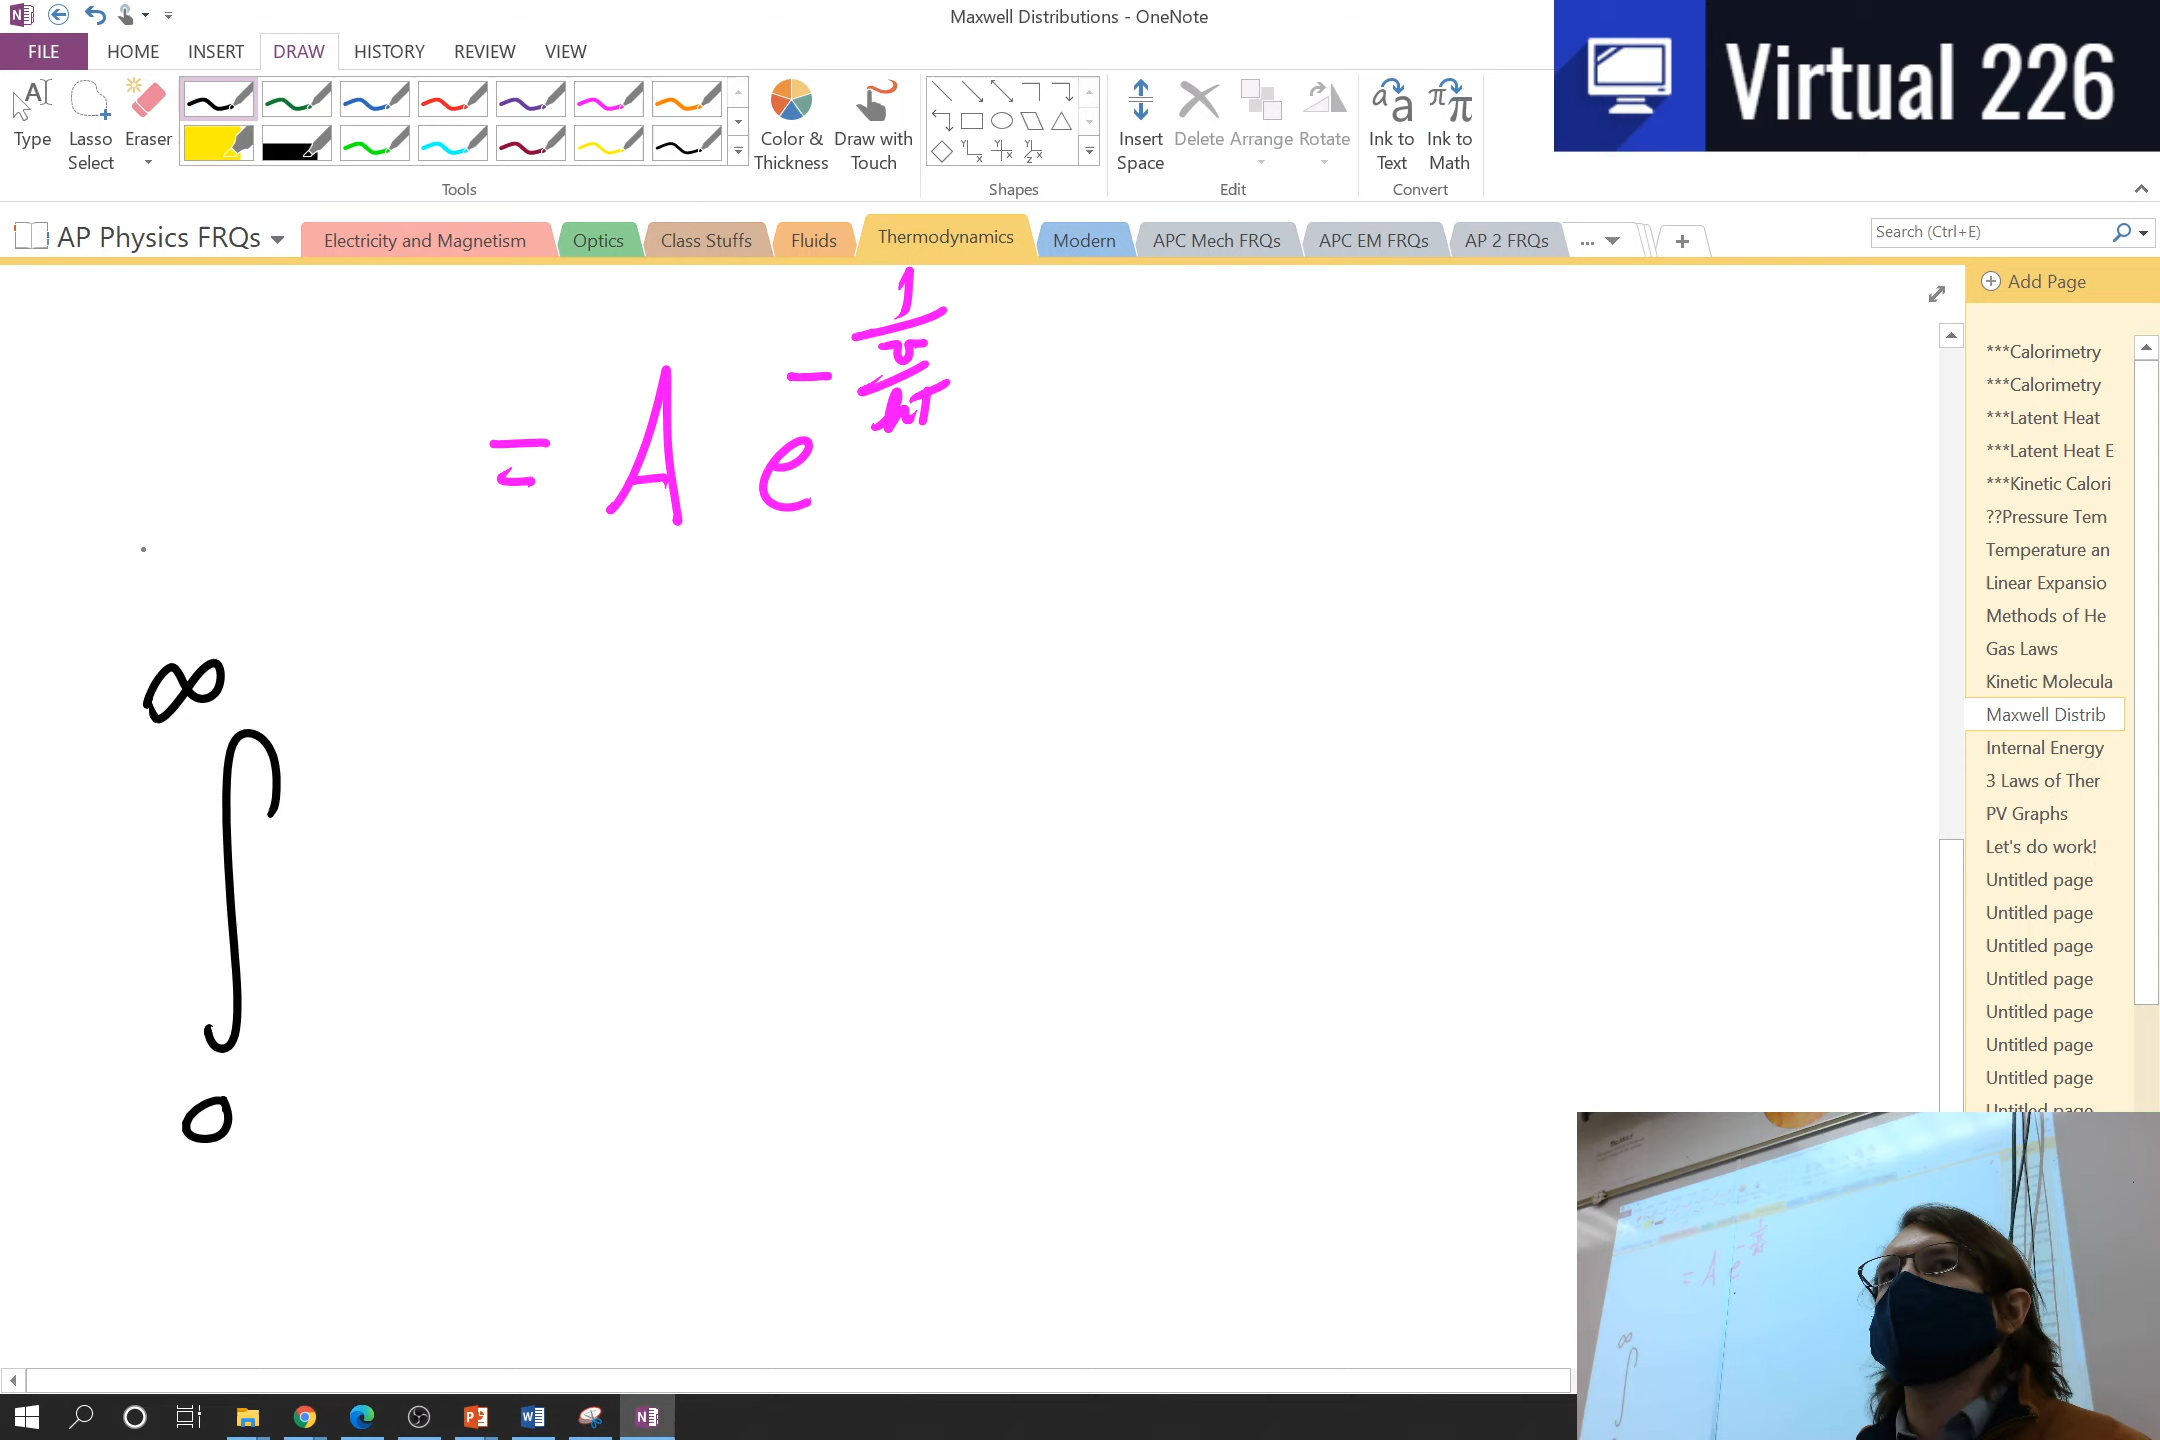 Maxwell Distributions - OneNote
Virtual 226
FILE HOME INSERT DRAW HISTORY REVIEW VIEW
Type
Lasso Select
Eraser
Color & Thickness
Draw with Touch
Insert Space
Delete
Arrange
Rotate
Ink to Text
Ink to Math
Tools
Shapes
Edit
Convert
AP Physics FRQs
Electricity and Magnetism
Optics
Class Stuffs
Fluids
Thermodynamics
Modern
APC Mech FRQs
APC EM FRQs
AP 2 FRQs
...
Search (Ctrl+E)
Add Page
***Calorimetry
***Calorimetry
***Latent Heat
***Latent Heat E
***Kinetic Calori
??Pressure Tem
Temperature an
Linear Expansio
Methods of He
Gas Laws
Kinetic Molecula
Maxwell Distrib
Internal Energy
3 Laws of Ther
PV Graphs
Let's do work!
Untitled page
Untitled page
Untitled page
Untitled page
Untitled page
Untitled page
Untitled page
Untitled page
= A e
∞
∫
0